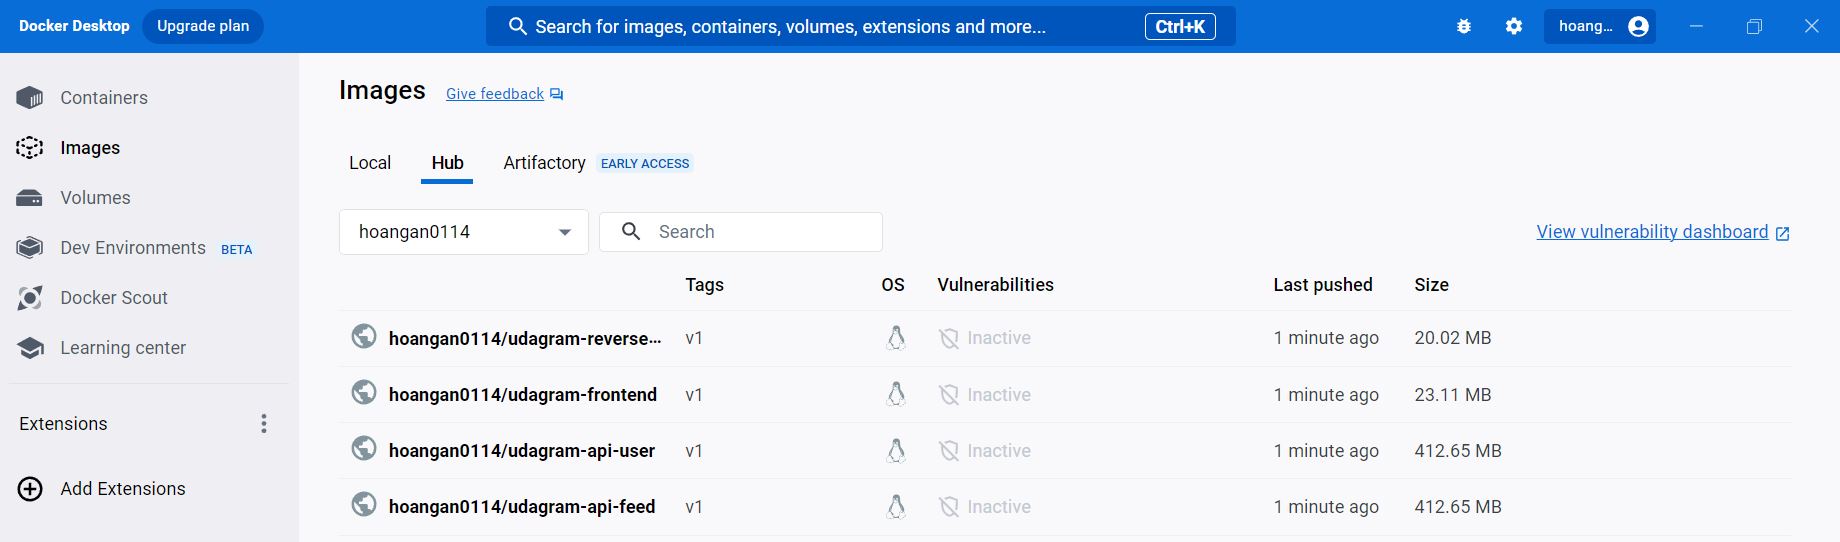 Docker Desktop Upgrade plan Search for images, containers, volumes, extensions and more... Ctrl+K hoang...
Containers
Images
Volumes
Dev Environments BETA
Docker Scout
Learning center
Extensions
Add Extensions
Images Give feedback
Local Hub Artifactory EARLY ACCESS
hoangan0114 Search View vulnerability dashboard
Tags OS Vulnerabilities Last pushed Size
hoangan0114/udagram-reverse... v1 Inactive 1 minute ago 20.02 MB
hoangan0114/udagram-frontend v1 Inactive 1 minute ago 23.11 MB
hoangan0114/udagram-api-user v1 Inactive 1 minute ago 412.65 MB
hoangan0114/udagram-api-feed v1 Inactive 1 minute ago 412.65 MB